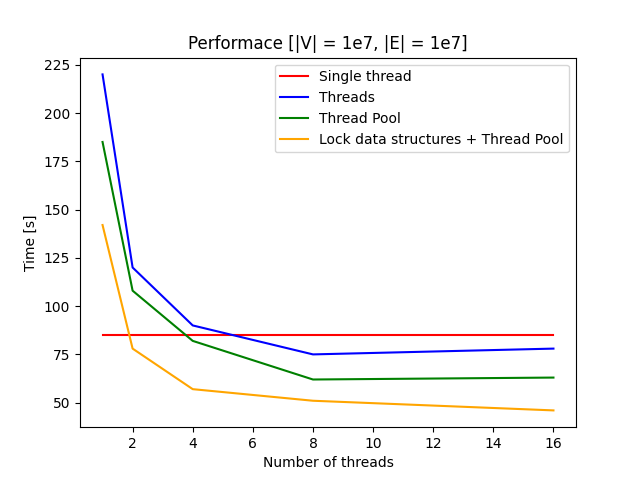 Performace [|V| = 1e7, |E| = 1e7]
Single thread
Threads
Thread Pool
Lock data structures + Thread Pool
Time [s]
225
200
175
150
125
100
75
50
2 4 6 8 10 12 14 16
Number of threads